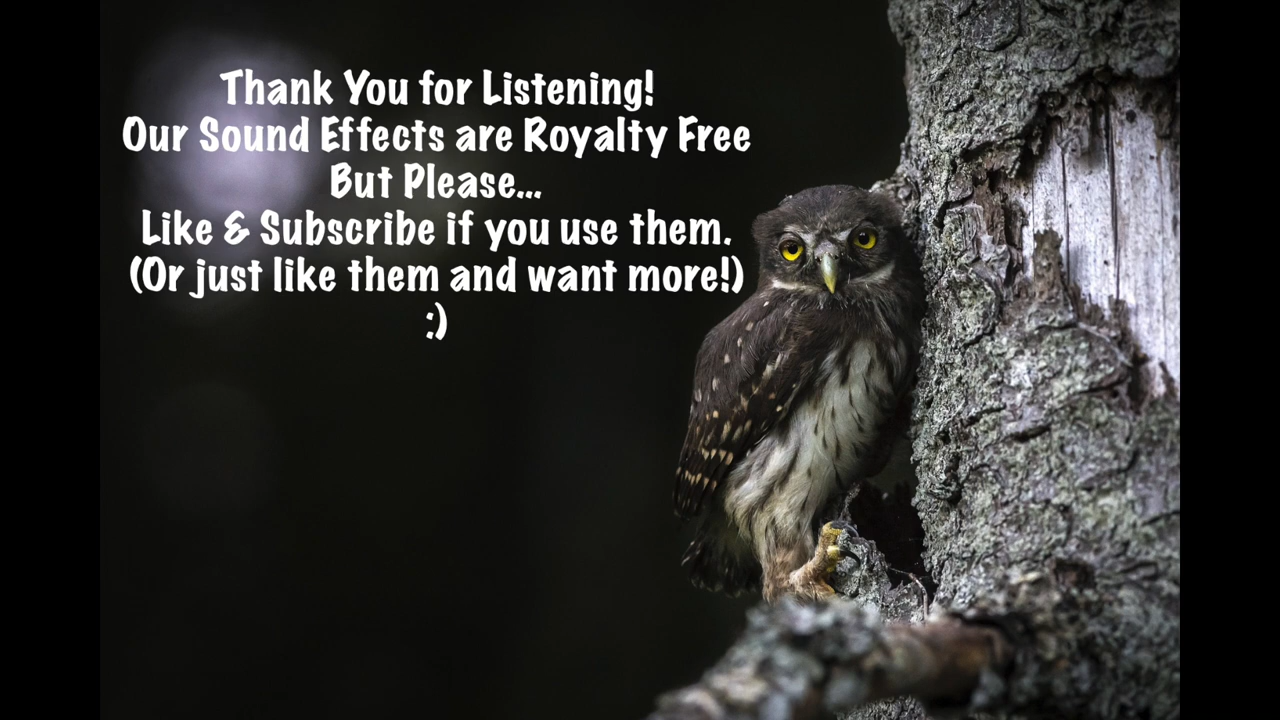 Thank You for Listening!
Our Sound Effects are Royalty Free
But Please...
Like & Subscribe if you use them.
(Or just like them and want more!)
:)